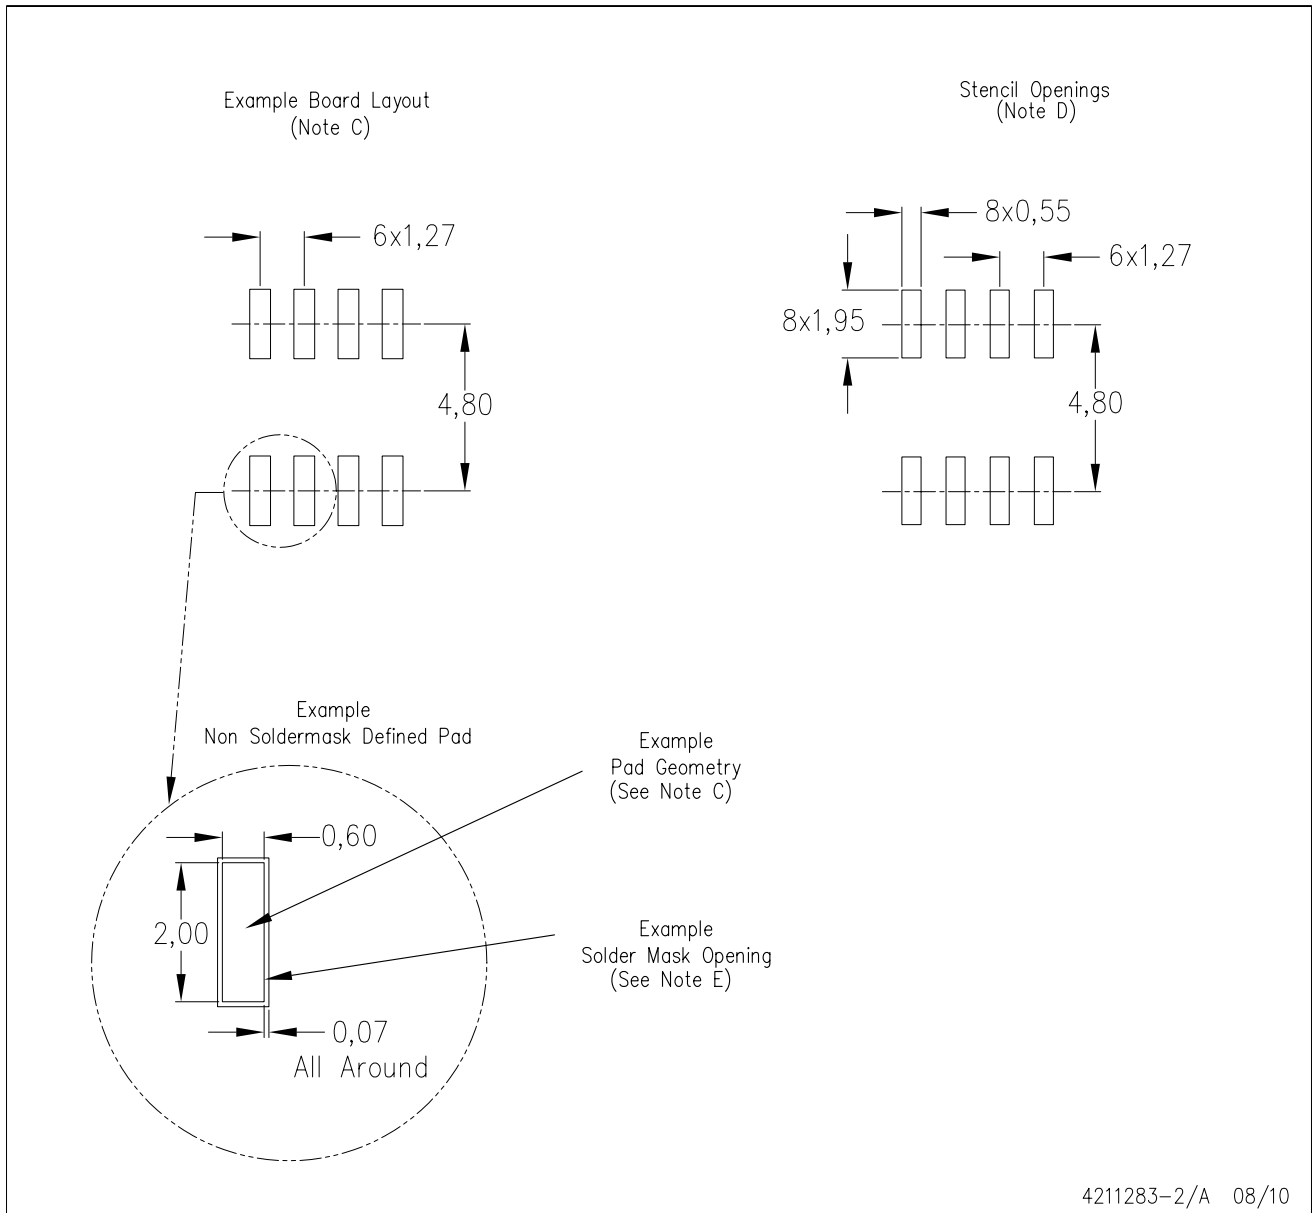 Example Board Layout
(Note C)
6x1,27
4,80
Stencil Openings
(Note D)
8x0,55
6x1,27
8x1,95
4,80
Example
Non Soldermask Defined Pad
Example
Pad Geometry
(See Note C)
0,60
2,00
Example
Solder Mask Opening
(See Note E)
0,07
All Around
4211283-2/A 08/10